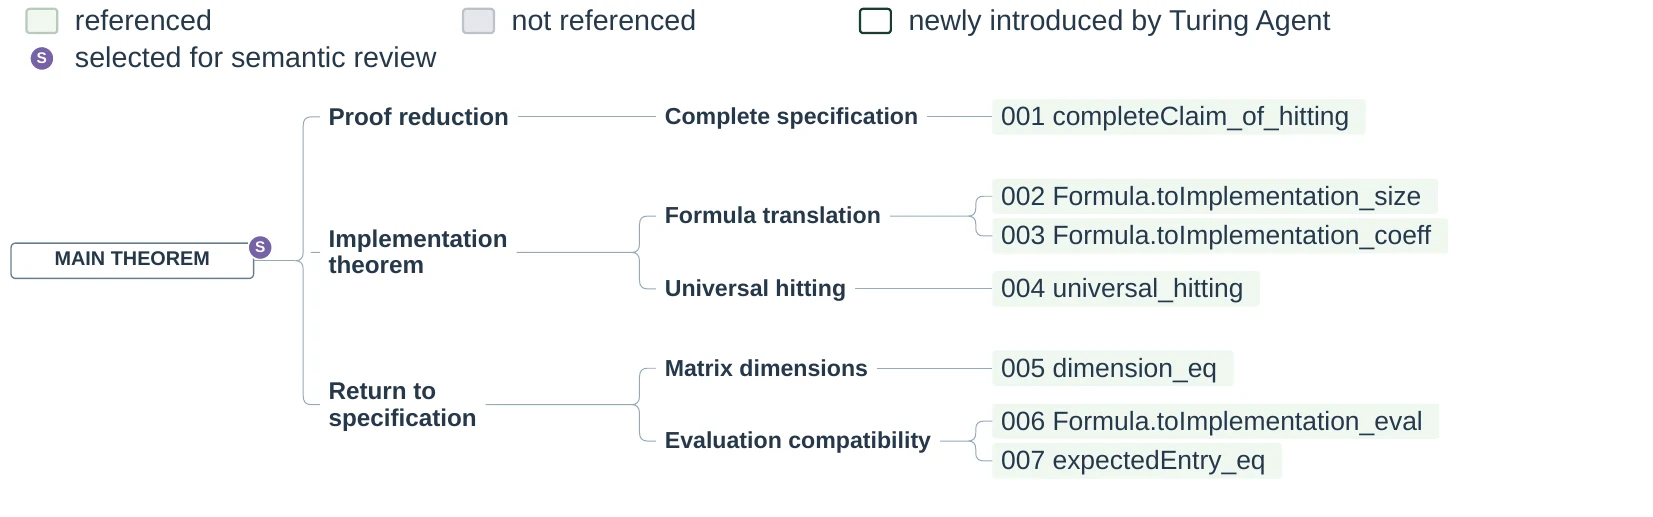 referenced
not referenced
newly introduced by Turing Agent
S
selected for semantic review
Proof reduction
Complete specification
001 completeClaim_of_hitting
MAIN THEOREM
S
Implementation
theorem
Formula translation
002 Formula.toImplementation_size
003 Formula.toImplementation_coeff
Universal hitting
004 universal_hitting
Return to
specification
Matrix dimensions
005 dimension_eq
Evaluation compatibility
006 Formula.toImplementation_eval
007 expectedEntry_eq